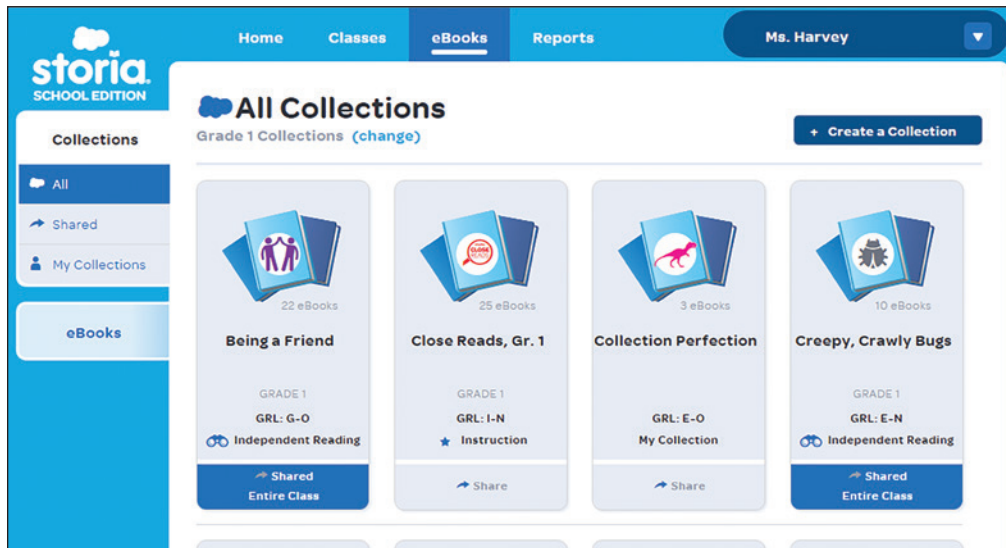 Home Classes eBooks Reports Ms. Harvey
storia.
SCHOOL EDITION
Collections
All
Shared
My Collections
eBooks
All Collections
Grade 1 Collections (change)
+ Create a Collection
CLOSE
READS
22 eBooks
Being a Friend
GRADE 1
GRL: G-O
Independent Reading
Shared
Entire Class
25 eBooks
Close Reads, Gr. 1
GRADE 1
GRL: I-N
Instruction
Share
3 eBooks
Collection Perfection
GRL: E-O
My Collection
Share
10 eBooks
Creepy, Crawly Bugs
GRADE 1
GRL: E-N
Independent Reading
Shared
Entire Class